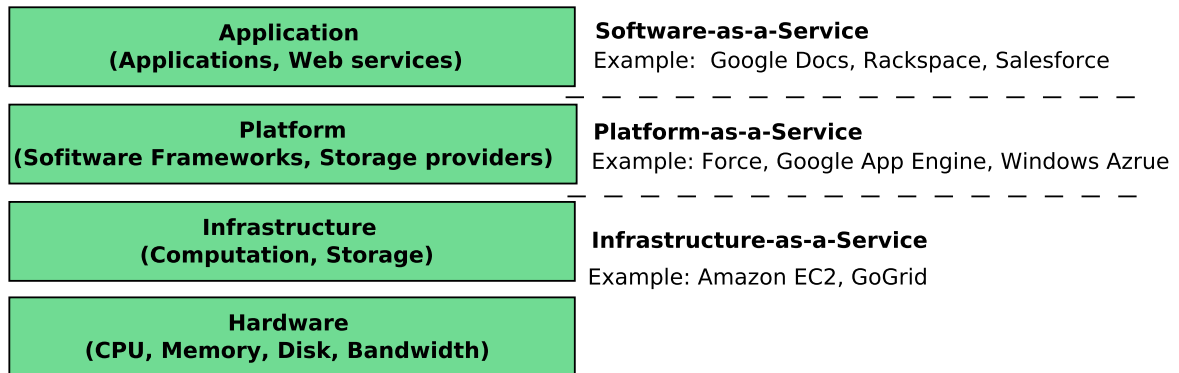 Application
(Applications, Web services)
Software-as-a-Service
Example:  Google Docs, Rackspace, Salesforce
Platform
(Sofitware Frameworks, Storage providers)
Platform-as-a-Service
Example: Force, Google App Engine, Windows Azrue
Infrastructure
(Computation, Storage)
Infrastructure-as-a-Service
Example: Amazon EC2, GoGrid
Hardware
(CPU, Memory, Disk, Bandwidth)